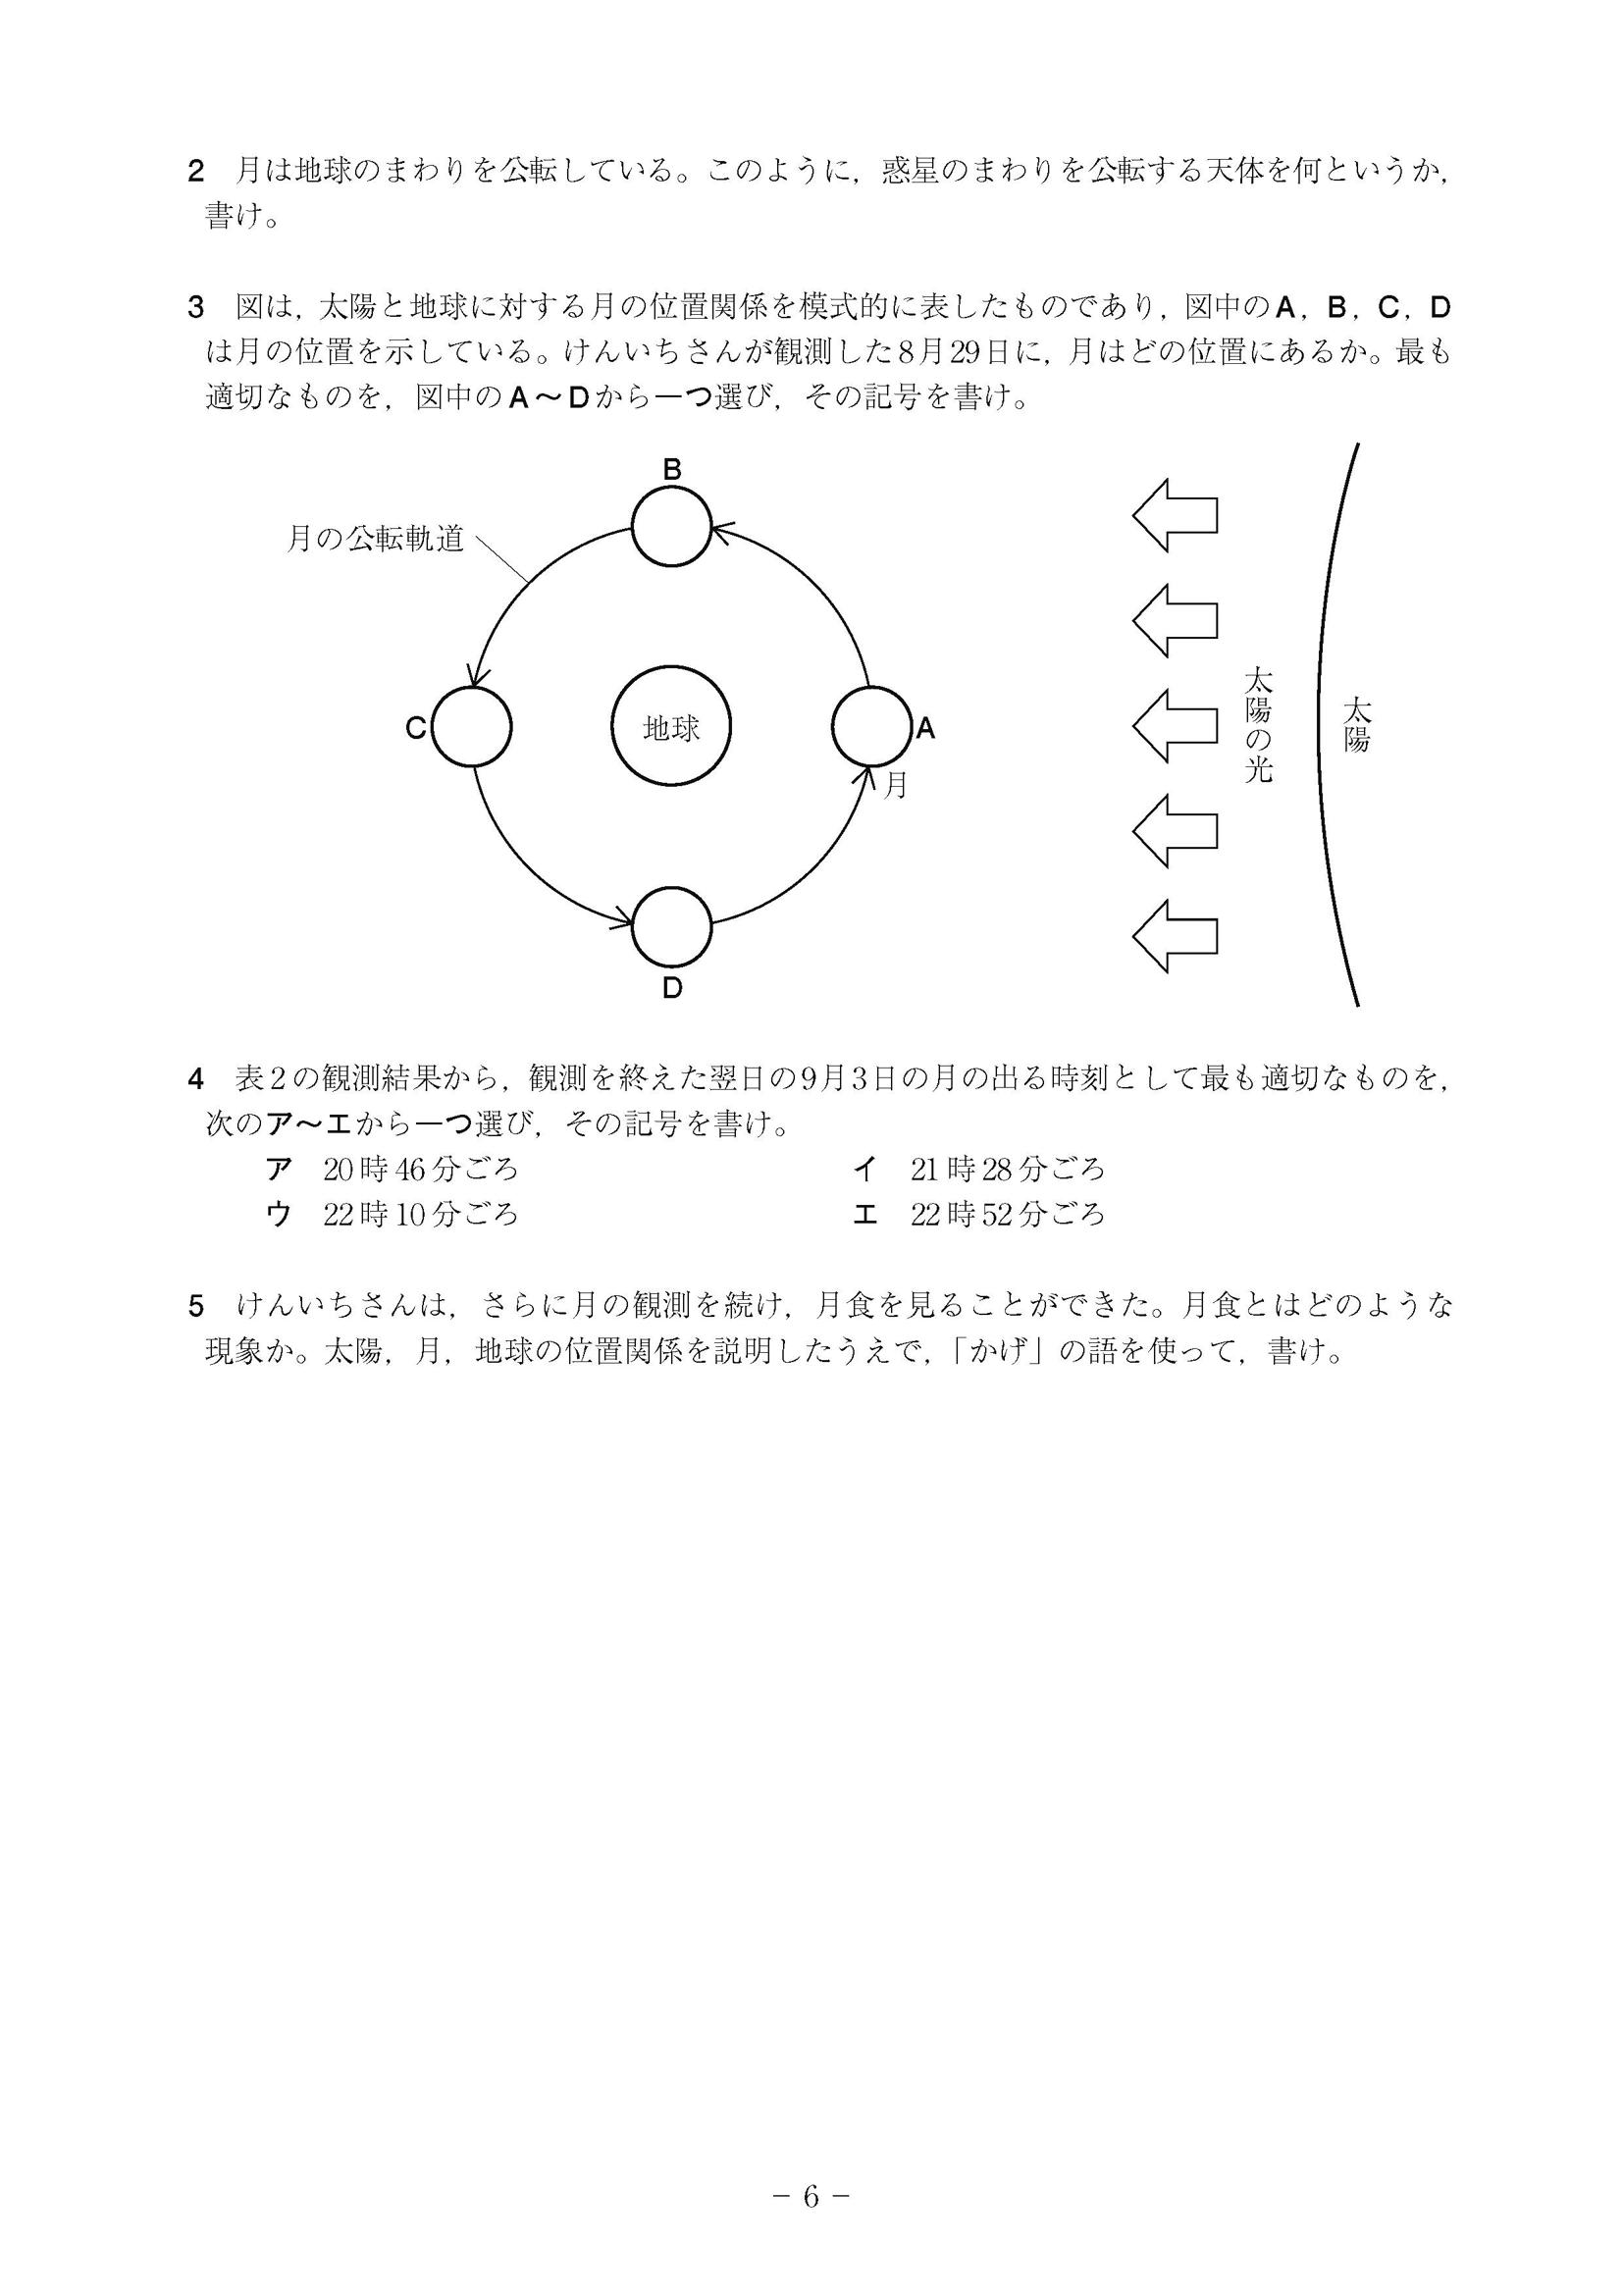 2　月は地球のまわりを公転している。このように，惑星のまわりを公転する天体を何というか，
書け。
3　図は，太陽と地球に対する月の位置関係を模式的に表したものであり，図中のA，B，C，D
は月の位置を示している。けんいちさんが観測した8月29日に，月はどの位置にあるか。最も
適切なものを，図中のA～Dから一つ選び，その記号を書け。
B
月の公転軌道
C
地球
A
月
太陽の光
太陽
D
4　表2の観測結果から，観測を終えた翌日の9月3日の月の出る時刻として最も適切なものを，
次のア～エから一つ選び，その記号を書け。
ア　20時46分ごろ　　イ　21時28分ごろ
ウ　22時10分ごろ　　エ　22時52分ごろ
5　けんいちさんは，さらに月の観測を続け，月食を見ることができた。月食とはどのような
現象か。太陽，月，地球の位置関係を説明したうえで，「かげ」の語を使って，書け。
－ 6 －